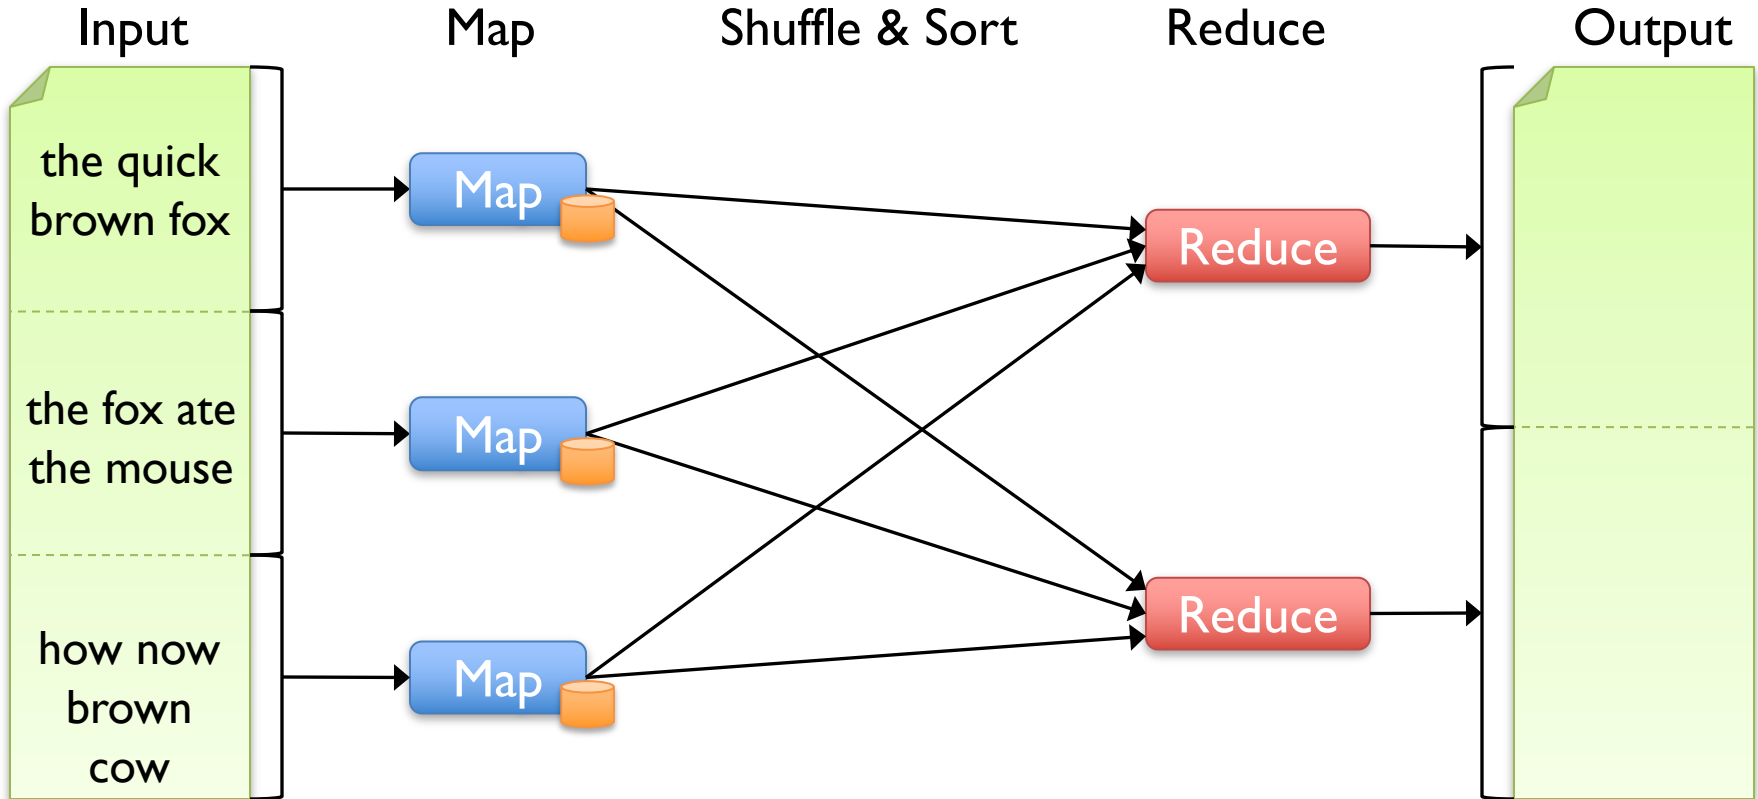 Input Map Shuffle & Sort Reduce Output
the quick
brown fox
the fox ate
the mouse
how now
brown
cow
Map
Map
Map
Reduce
Reduce